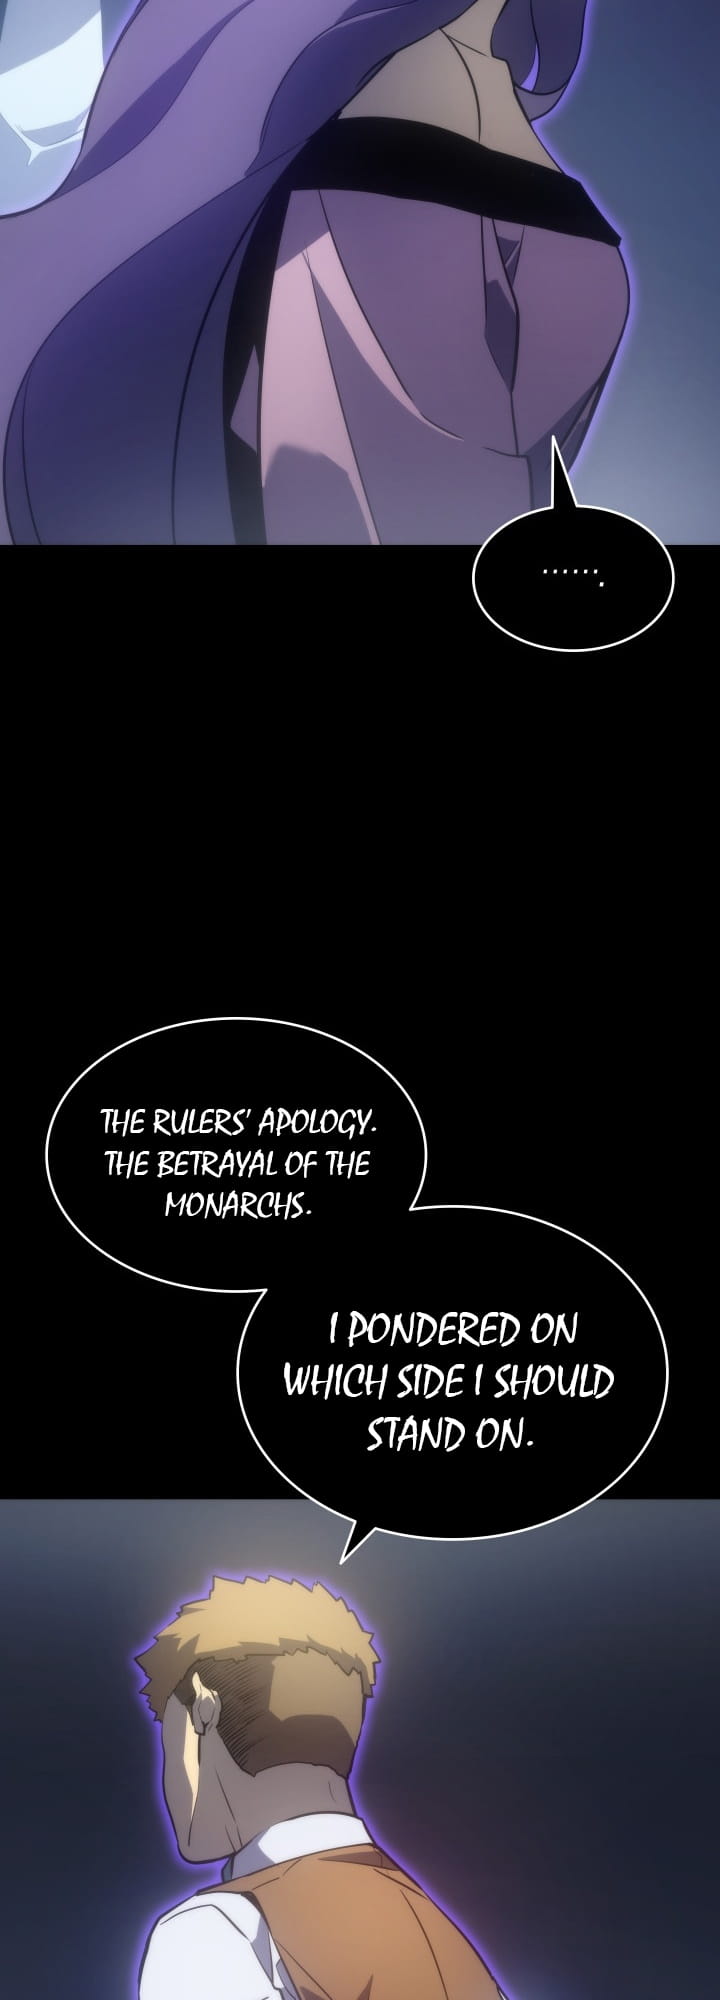 .......
THE RULERS' APOLOGY.
THE BETRAYAL OF THE
MONARCHS.
I PONDERED ON
WHICH SIDE I SHOULD
STAND ON.